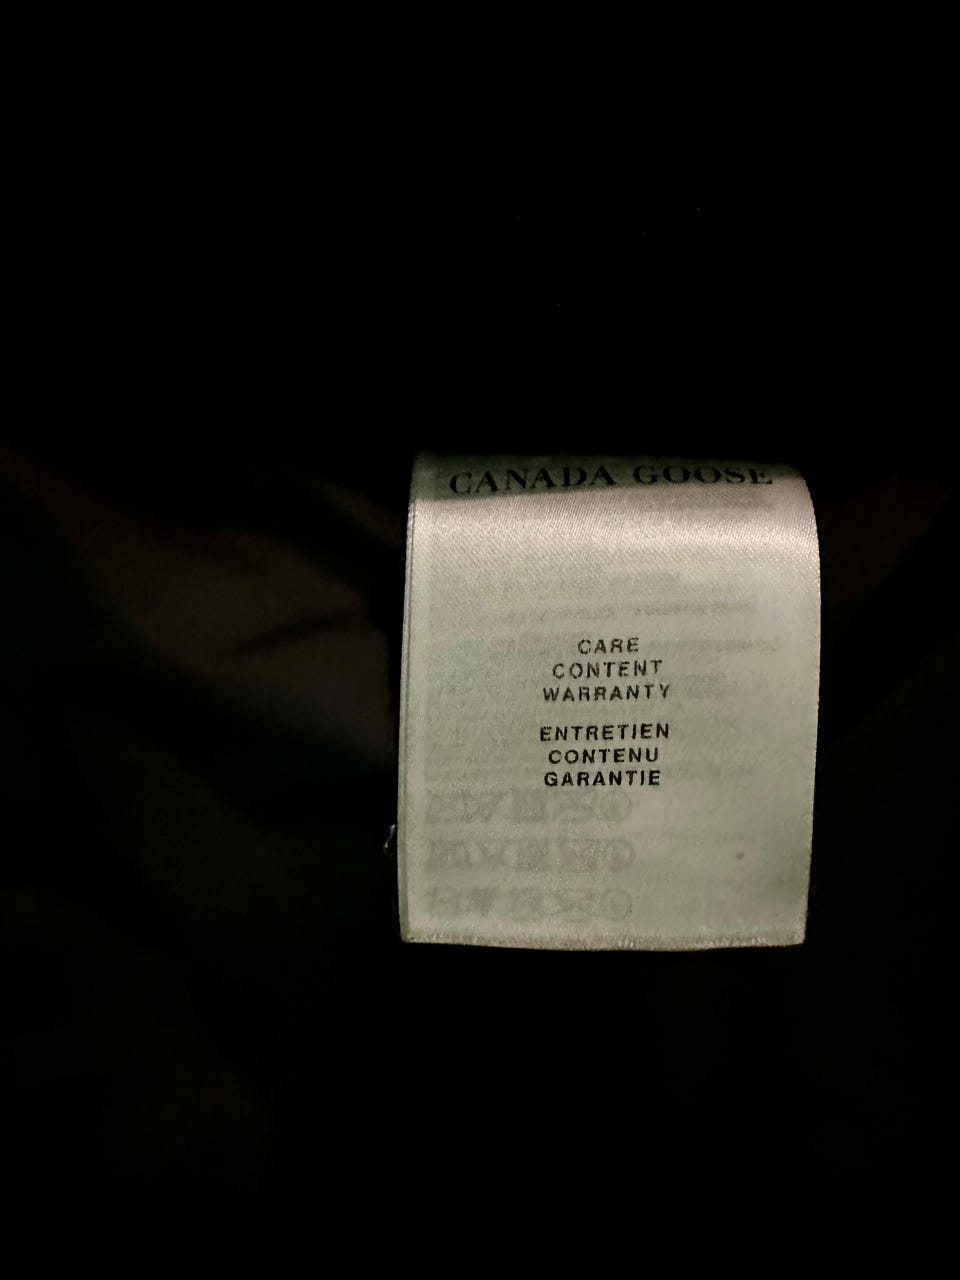 CANADA GOOSE
CARE
CONTENT
WARRANTY
ENTRETIEN
CONTENU
GARANTIE